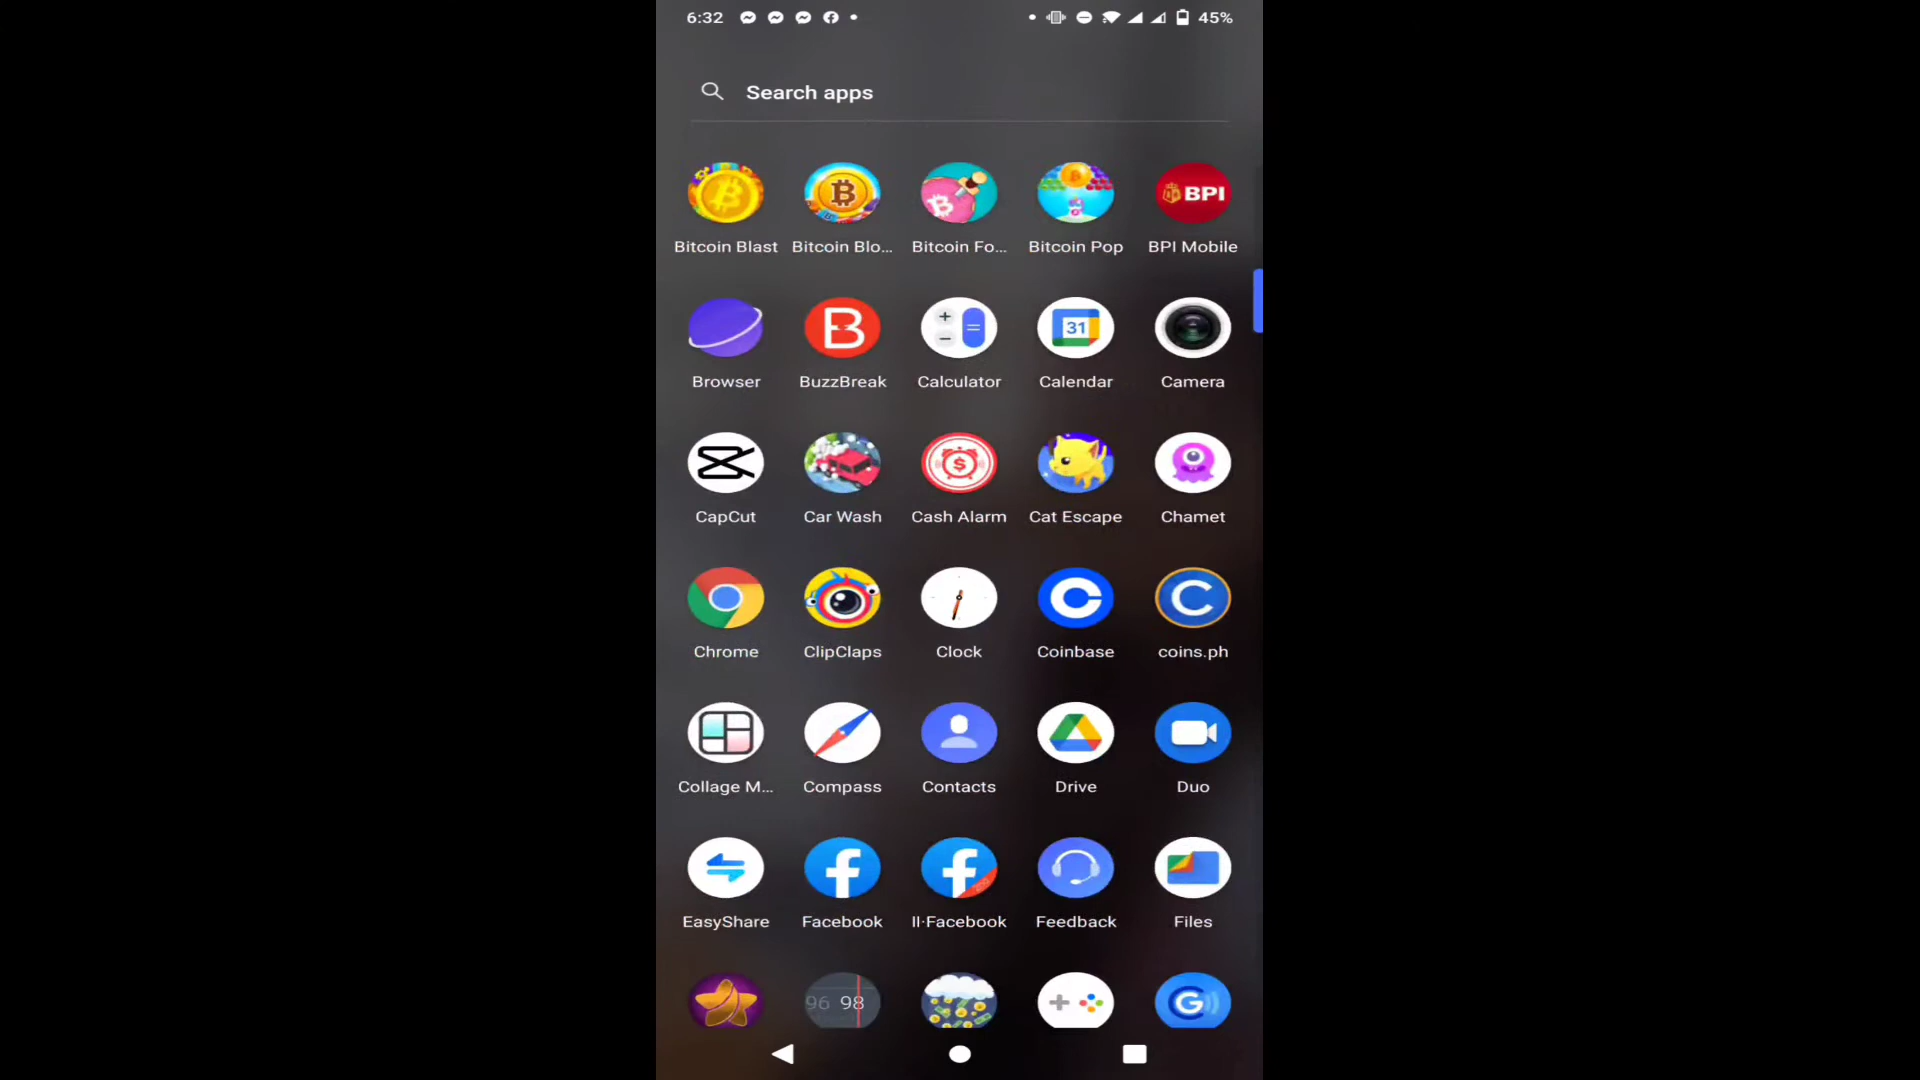 6:32 45%
Search apps
BPI
Bitcoin Blast Bitcoin Blo... Bitcoin Fo... Bitcoin Pop BPI Mobile
31
Browser BuzzBreak Calculator Calendar Camera
CapCut Car Wash Cash Alarm Cat Escape Chamet
Chrome ClipClaps Clock Coinbase coins.ph
Collage M... Compass Contacts Drive Duo
EasyShare Facebook II·Facebook Feedback Files
96 98 G